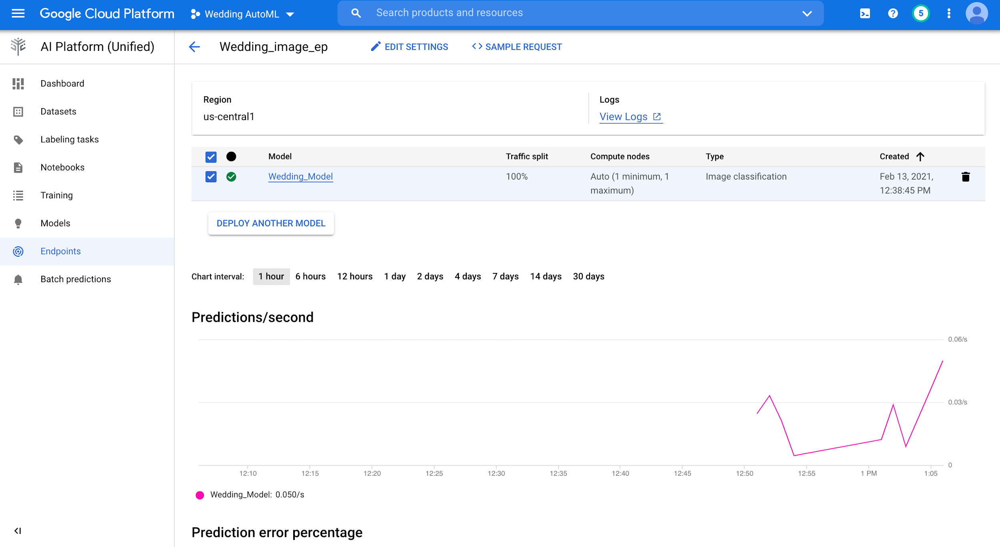 Google Cloud Platform
Wedding AutoML
Search products and resources
5
AI Platform (Unified)
Wedding_image_ep
EDIT SETTINGS
SAMPLE REQUEST
Dashboard
Datasets
Labeling tasks
Notebooks
Training
Models
Endpoints
Batch predictions
Region
us-central1
Logs
View Logs
Model Traffic split Compute nodes Type Created
Wedding_Model 100% Auto (1 minimum, 1 Image classification Feb 13, 2021,
maximum) 12:38:45 PM
DEPLOY ANOTHER MODEL
Chart interval: 1 hour 6 hours 12 hours 1 day 2 days 4 days 7 days 14 days 30 days
Predictions/second
0.06/s
0.03/s
0
12:10 12:15 12:20 12:25 12:30 12:35 12:40 12:45 12:50 12:55 1 PM 1:05
Wedding_Model: 0.050/s
Prediction error percentage